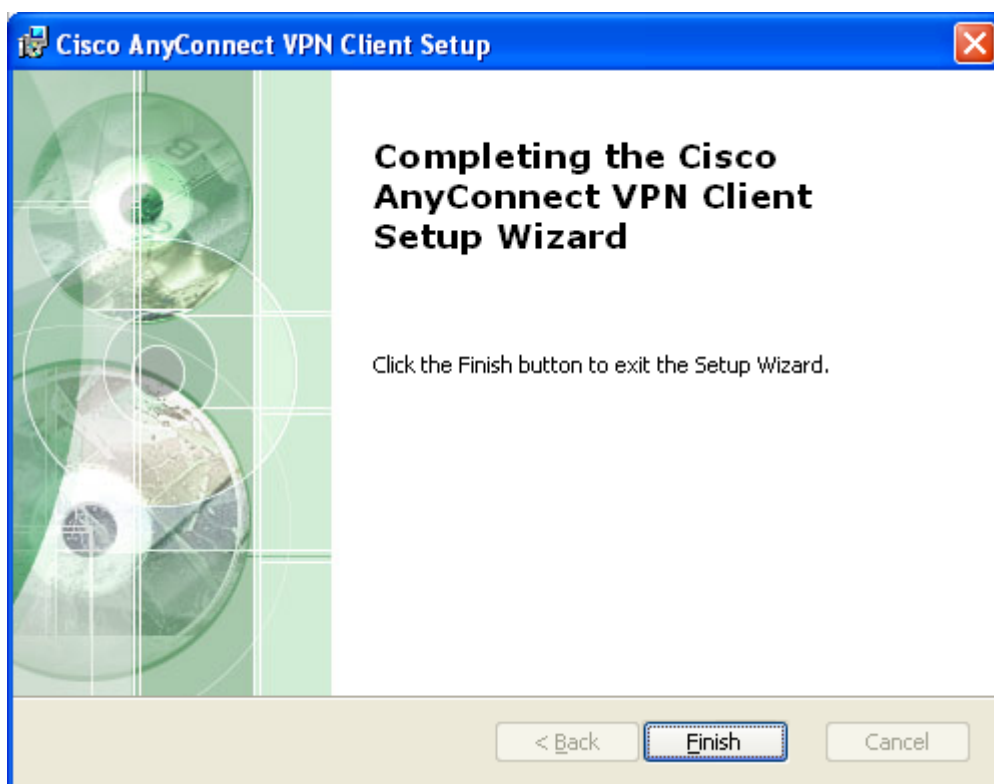 Cisco AnyConnect VPN Client Setup
Completing the Cisco
AnyConnect VPN Client
Setup Wizard
Click the Finish button to exit the Setup Wizard.
< Back
Finish
Cancel